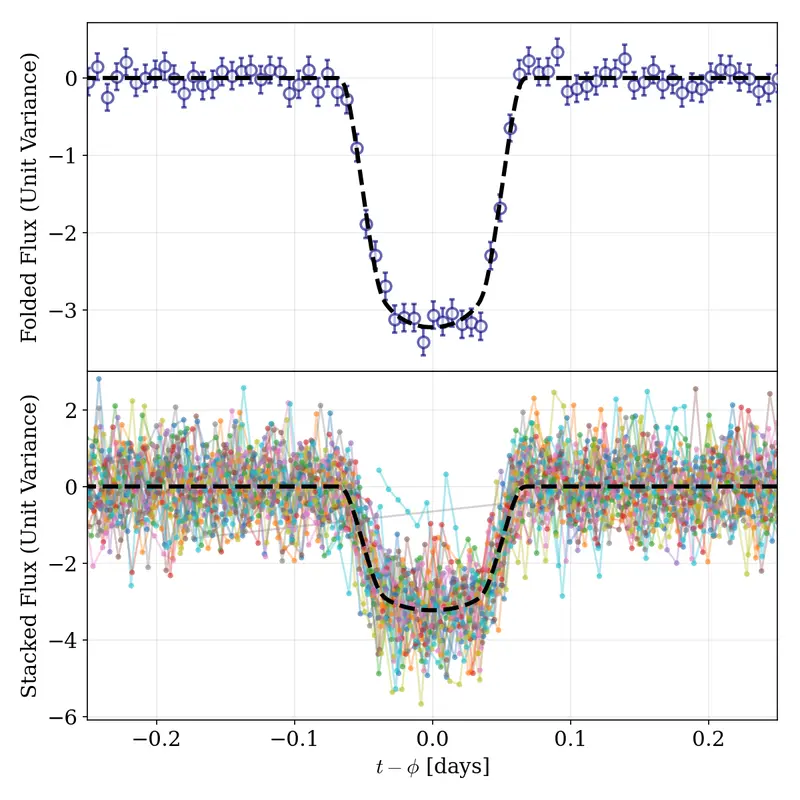 Folded Flux (Unit Variance)
0
−1
−2
−3
Stacked Flux (Unit Variance)
2
0
−2
−4
−6
−0.2 −0.1 0.0 0.1 0.2
t − ϕ [days]